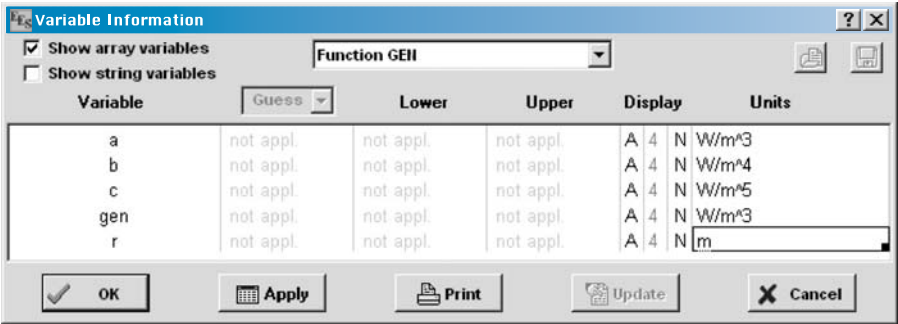 EES Variable Information
Show array variables
Function GEN
Show string variables
Variable Guess Lower Upper Display Units
a not appl. not appl. not appl. A 4 N W/m^3
b not appl. not appl. not appl. A 4 N W/m^4
c not appl. not appl. not appl. A 4 N W/m^5
gen not appl. not appl. not appl. A 4 N W/m^3
r not appl. not appl. not appl. A 4 N m
OK Apply Print Update Cancel